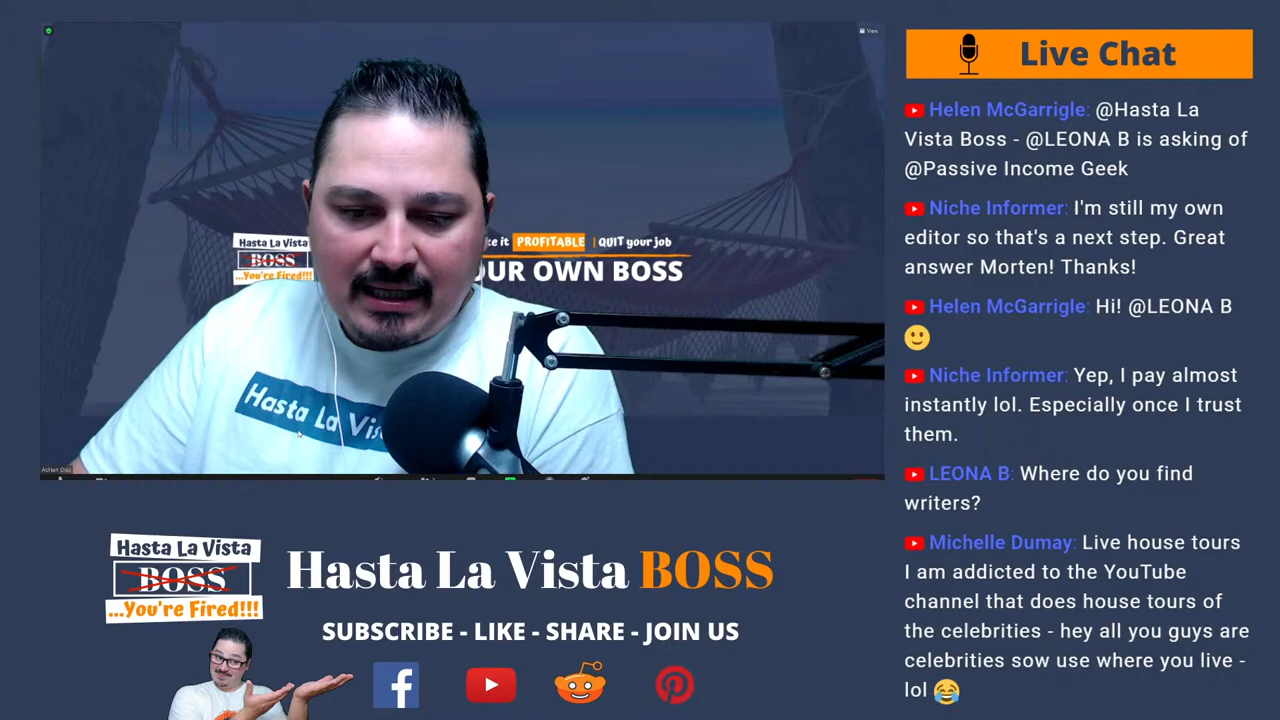 View
Hasta La Vista
BOSS
...You're Fired!!!
it PROFITABLE | QUIT your job
OUR OWN BOSS
Hasta La Vis
Adrian Diaz
Hasta La Vista
BOSS
...You're Fired!!!
Hasta La Vista BOSS
SUBSCRIBE - LIKE - SHARE - JOIN US
Live Chat
Helen McGarrigle: @Hasta La
Vista Boss - @LEONA B is asking of
@Passive Income Geek
Niche Informer: I'm still my own
editor so that's a next step. Great
answer Morten! Thanks!
Helen McGarrigle: Hi! @LEONA B
🙂
Niche Informer: Yep, I pay almost
instantly lol. Especially once I trust
them.
LEONA B: Where do you find
writers?
Michelle Dumay: Live house tours
I am addicted to the YouTube
channel that does house tours of
the celebrities - hey all you guys are
celebrities sow use where you live -
lol 😂